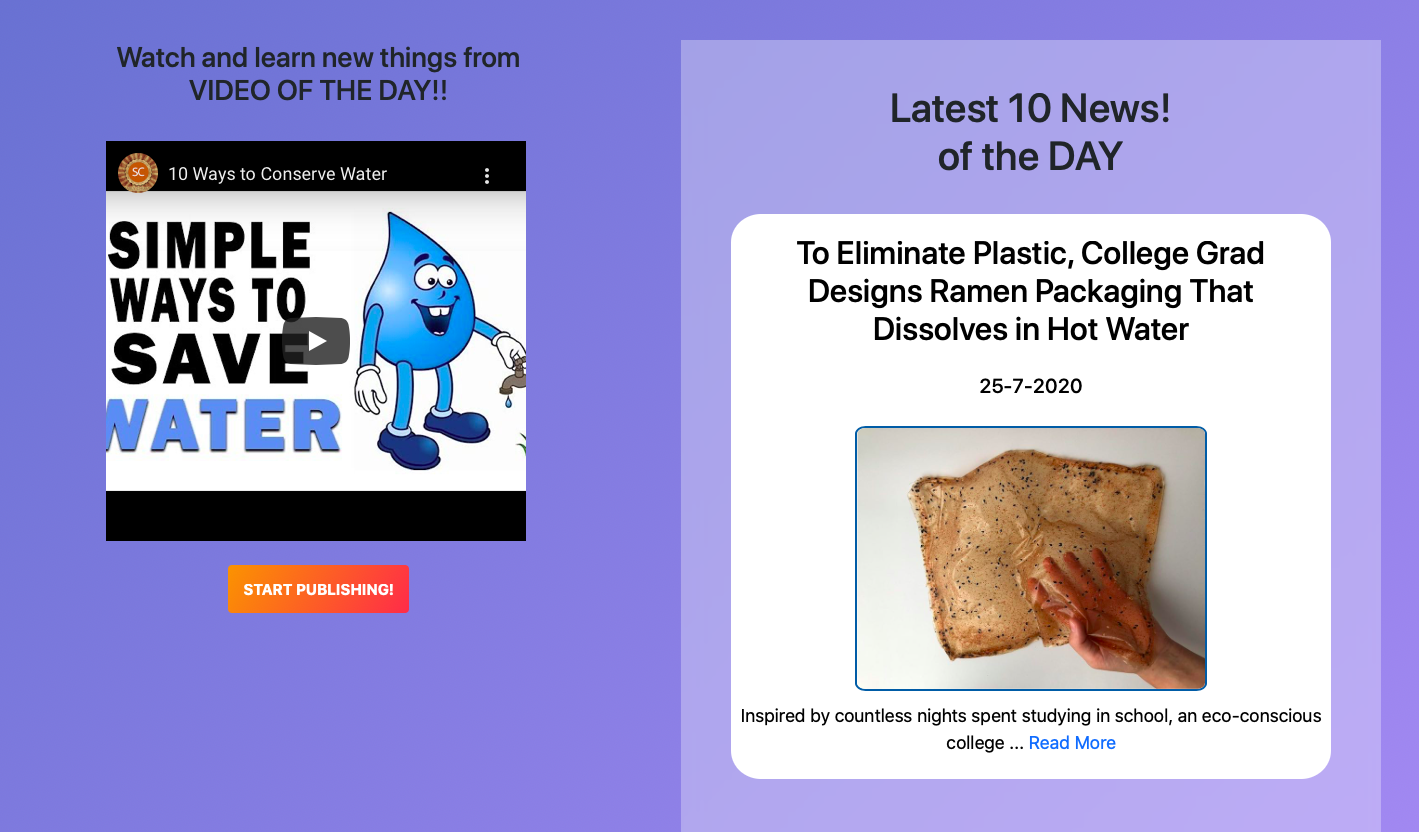 Watch and learn new things from
VIDEO OF THE DAY!!
SC
10 Ways to Conserve Water
SIMPLE
WAYS TO
SAVE
WATER
START PUBLISHING!
Latest 10 News!
of the DAY
To Eliminate Plastic, College Grad
Designs Ramen Packaging That
Dissolves in Hot Water
25-7-2020
Inspired by countless nights spent studying in school, an eco-conscious
college ... Read More